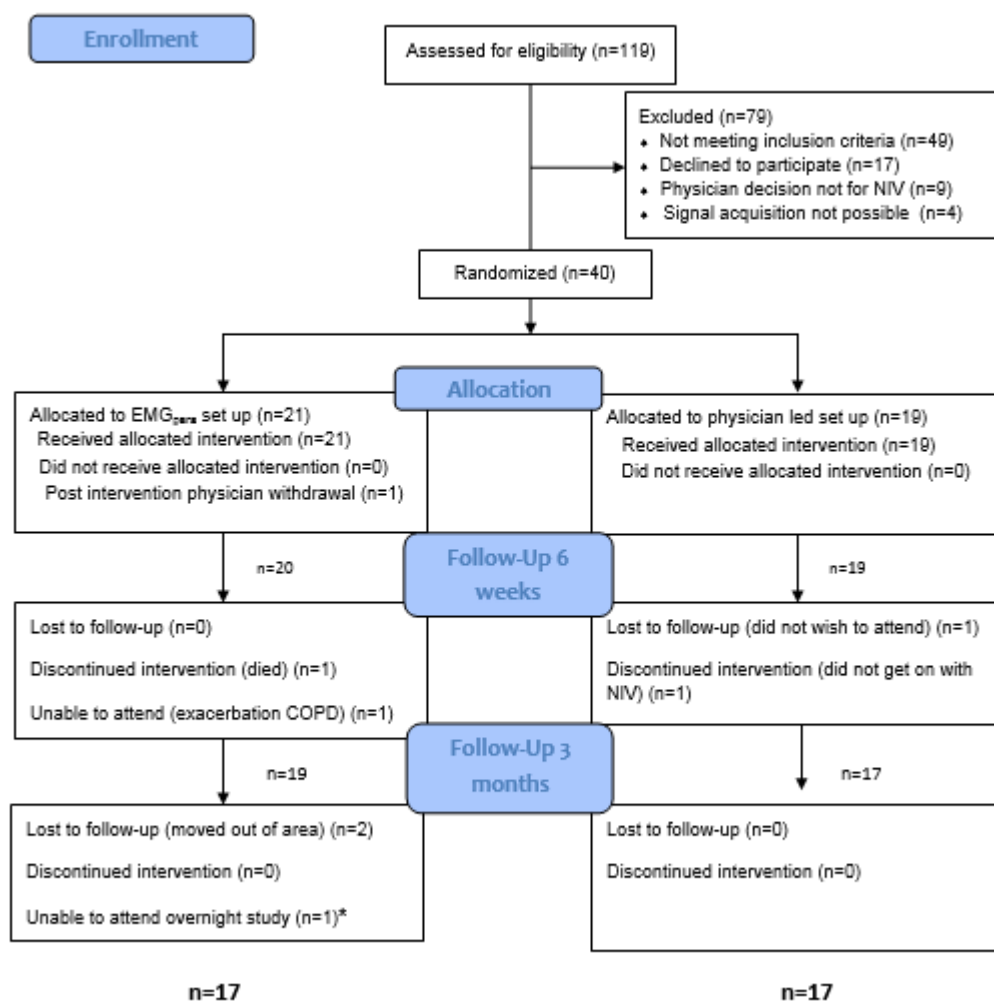 Enrollment
Assessed for eligibility (n=119)
Excluded (n=79)
♦ Not meeting inclusion criteria (n=49)
♦ Declined to participate (n=17)
♦ Physician decision not for NIV (n=9)
♦ Signal acquisition not possible (n=4)
Randomized (n=40)
Allocation
Allocated to EMGpara set up (n=21)
Received allocated intervention (n=21)
Did not receive allocated intervention (n=0)
Post intervention physician withdrawal (n=1)
Allocated to physician led set up (n=19)
Received allocated intervention (n=19)
Did not receive allocated intervention (n=0)
n=20
Follow-Up 6
weeks
n=19
Lost to follow-up (n=0)
Discontinued intervention (died) (n=1)
Unable to attend (exacerbation COPD) (n=1)
Lost to follow-up (did not wish to attend) (n=1)
Discontinued intervention (did not get on with
NIV) (n=1)
n=19
Follow-Up 3
months
n=17
Lost to follow-up (moved out of area) (n=2)
Discontinued intervention (n=0)
Unable to attend overnight study (n=1)*
Lost to follow-up (n=0)
Discontinued intervention (n=0)
n=17
n=17